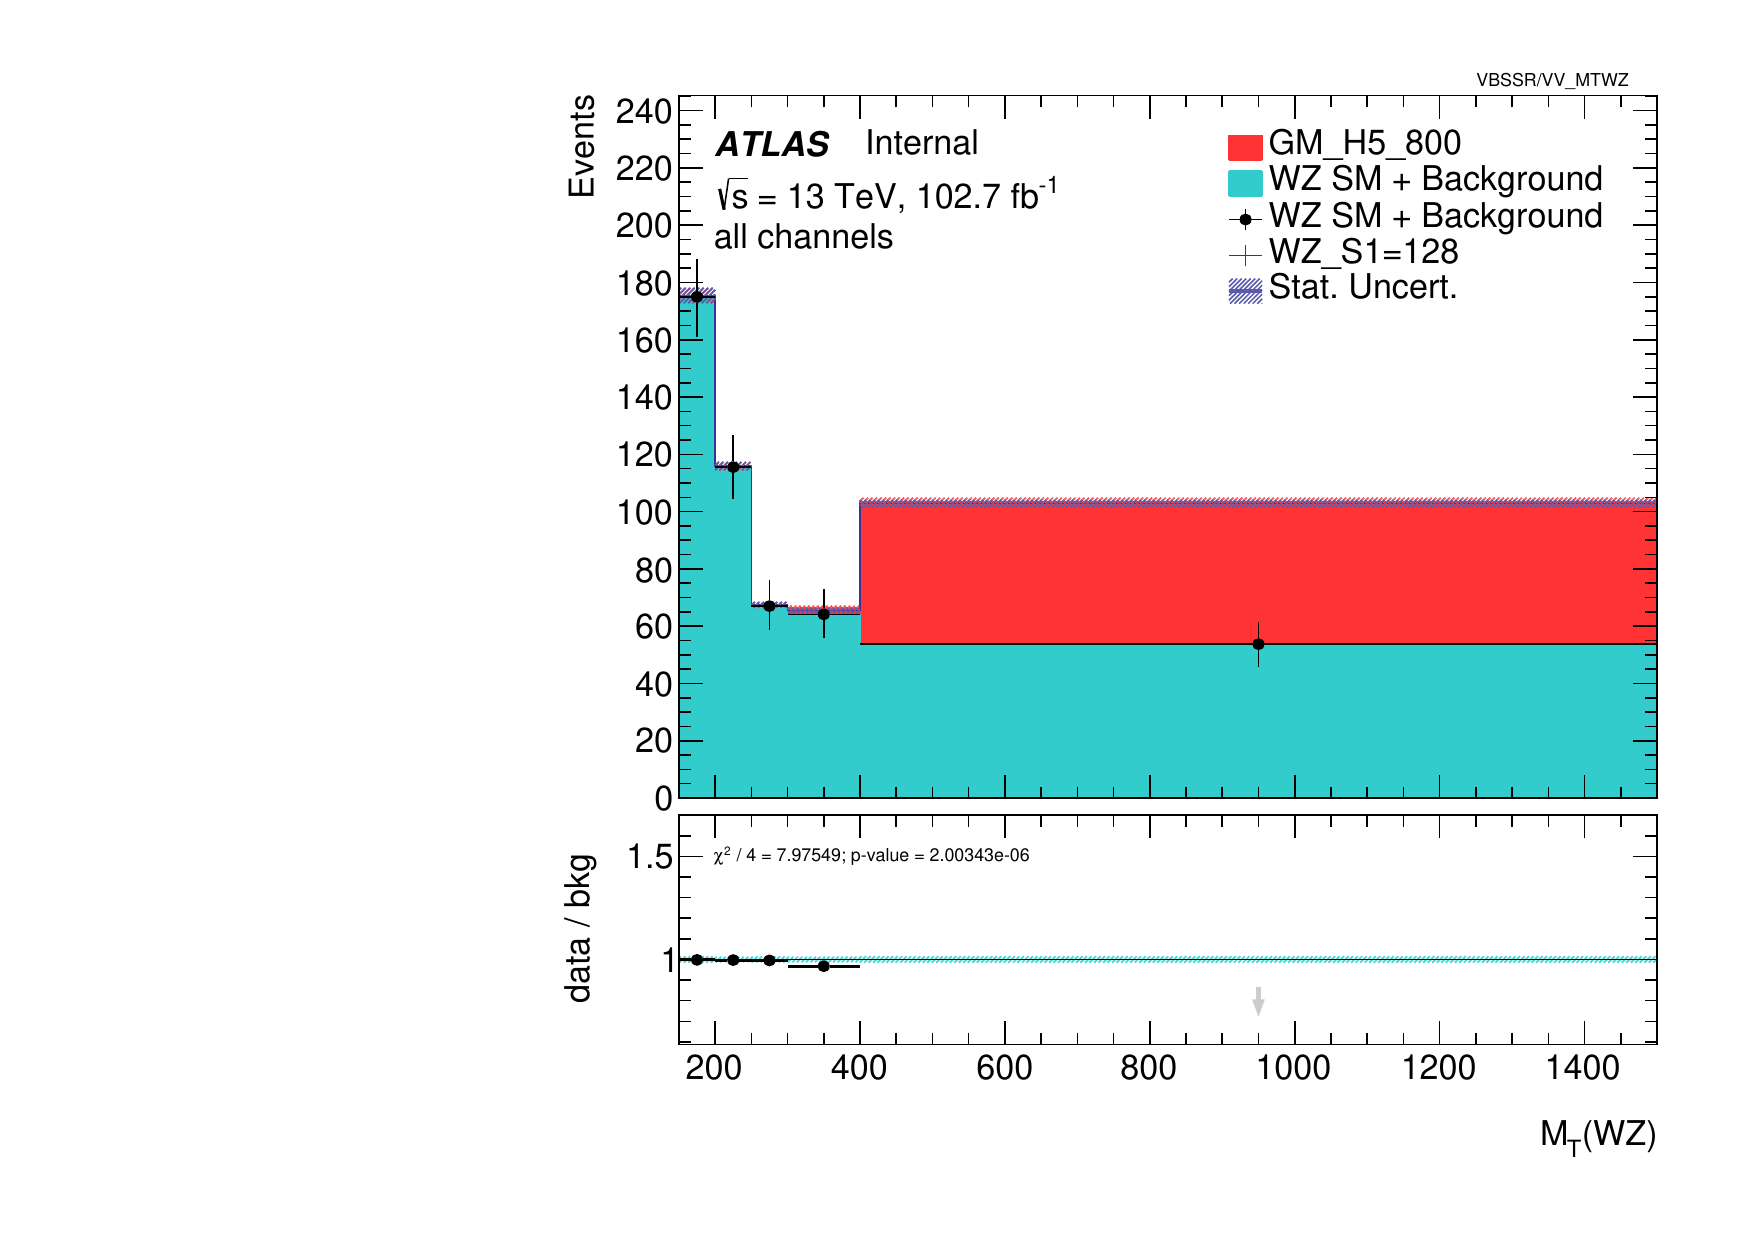 VBSSR/VV_MTWZ
Events
240
220
200
180
160
140
120
100
80
60
40
20
0
ATLAS Internal
√s = 13 TeV, 102.7 fb⁻¹
all channels
GM_H5_800
WZ SM + Background
WZ SM + Background
WZ_S1=128
Stat. Uncert.
data / bkg
1.5
1
χ² / 4 = 7.97549; p-value = 2.00343e-06
200 400 600 800 1000 1200 1400
M_T(WZ)